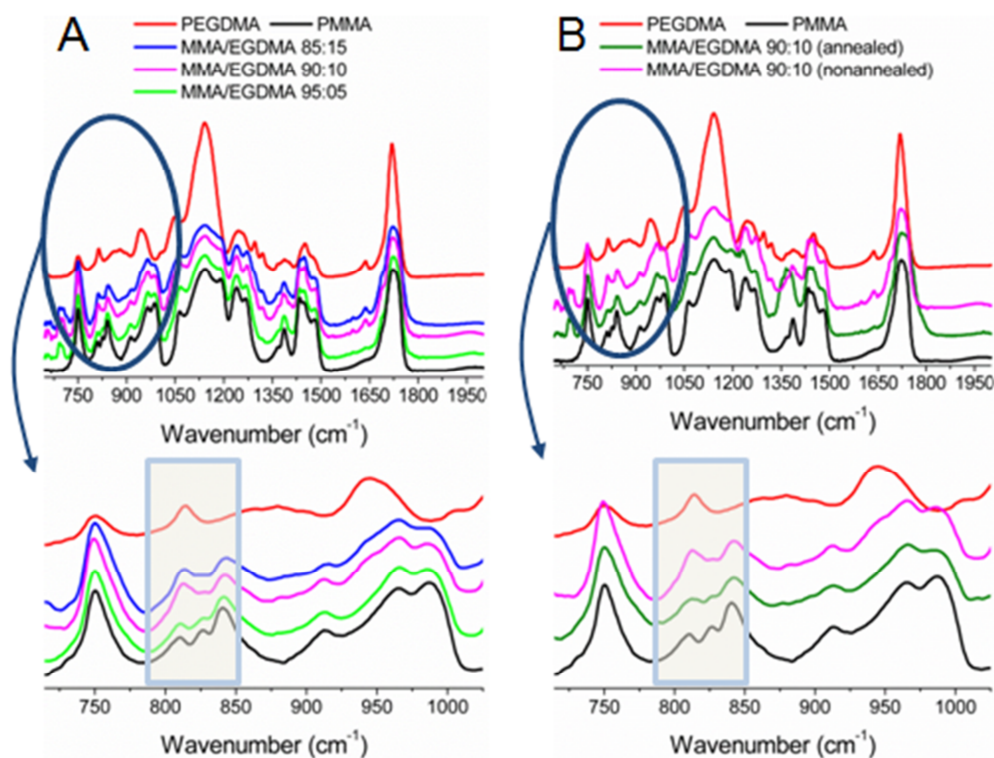 A
PEGDMA PMMA
MMA/EGDMA 85:15
MMA/EGDMA 90:10
MMA/EGDMA 95:05
750 900 1050 1200 1350 1500 1650 1800 1950
Wavenumber (cm-1)
750 800 850 900 950 1000
Wavenumber (cm-1)
B
PEGDMA PMMA
MMA/EGDMA 90:10 (annealed)
MMA/EGDMA 90:10 (nonannealed)
750 900 1050 1200 1350 1500 1650 1800 1950
Wavenumber (cm-1)
750 800 850 900 950 1000
Wavenumber (cm-1)